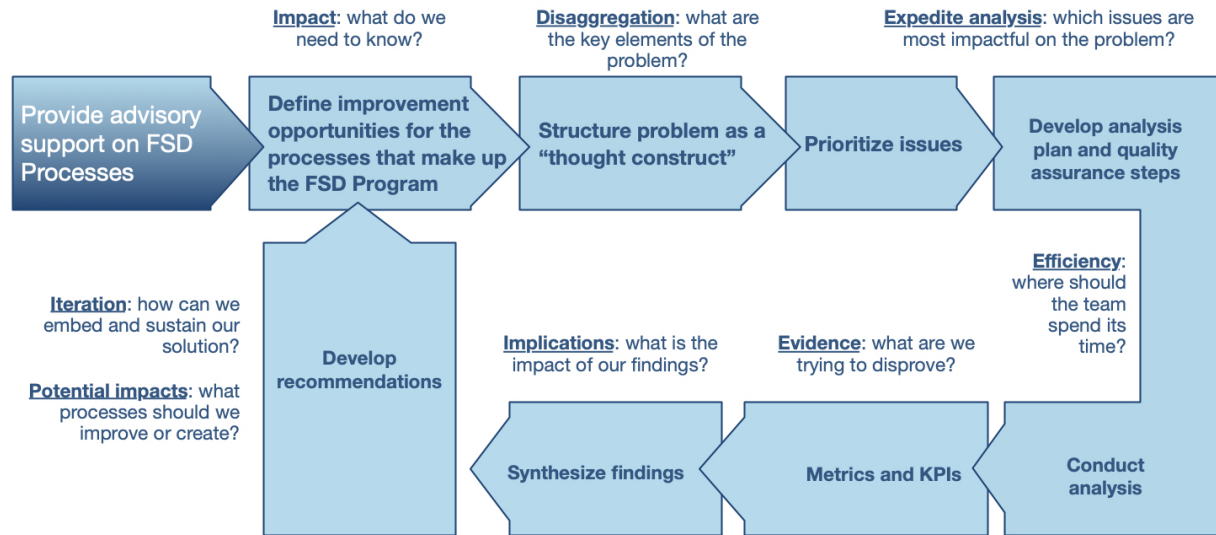 Impact: what do we
need to know?
Disaggregation: what are
the key elements of the
problem?
Expedite analysis: which issues are
most impactful on the problem?
Provide advisory
support on FSD
Processes
Define improvement
opportunities for the
processes that make up
the FSD Program
Structure problem as a
“thought construct”
Prioritize issues
Develop analysis
plan and quality
assurance steps
Efficiency:
where should
the team
spend its
time?
Iteration: how can we
embed and sustain our
solution?
Potential impacts: what
processes should we
improve or create?
Develop
recommendations
Implications: what is the
impact of our findings?
Evidence: what are we
trying to disprove?
Synthesize findings
Metrics and KPIs
Conduct
analysis